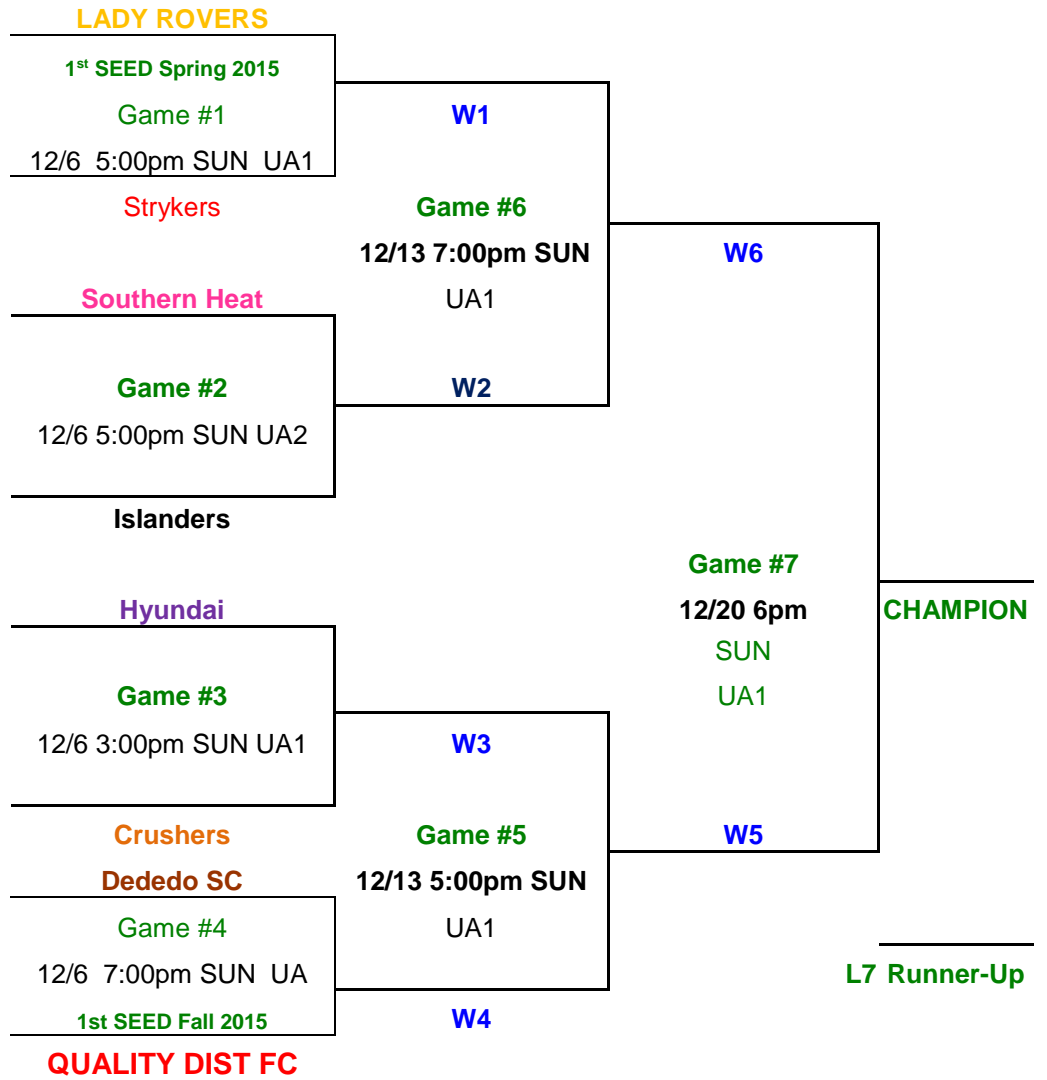 LADY ROVERS
1st SEED Spring 2015
Game #1
12/6 5:00pm SUN UA1
Strykers
Southern Heat
Game #2
12/6 5:00pm SUN UA2
Islanders
Hyundai
Game #3
12/6 3:00pm SUN UA1
Crushers
Dededo SC
Game #4
12/6 7:00pm SUN UA
1st SEED Fall 2015
QUALITY DIST FC
W1
Game #6
12/13 7:00pm SUN
UA1
W2
W3
Game #5
12/13 5:00pm SUN
UA1
W4
W6
Game #7
12/20 6pm
SUN
UA1
W5
CHAMPION
L7 Runner-Up